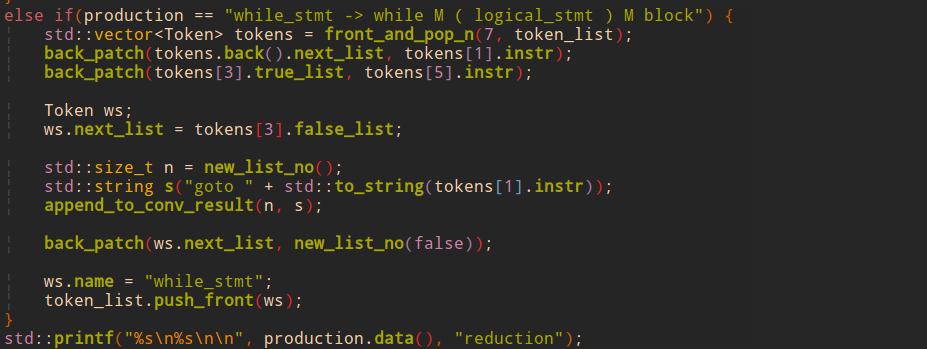 else if(production == "while_stmt -> while M ( logical_stmt ) M block") {
std::vector<Token> tokens = front_and_pop_n(7, token_list);
back_patch(tokens.back().next_list, tokens[1].instr);
back_patch(tokens[3].true_list, tokens[5].instr);
Token ws;
ws.next_list = tokens[3].false_list;
std::size_t n = new_list_no();
std::string s("goto " + std::to_string(tokens[1].instr));
append_to_conv_result(n, s);
back_patch(ws.next_list, new_list_no(false));
ws.name = "while_stmt";
token_list.push_front(ws);
}
std::printf("%s\n%s\n\n", production.data(), "reduction");